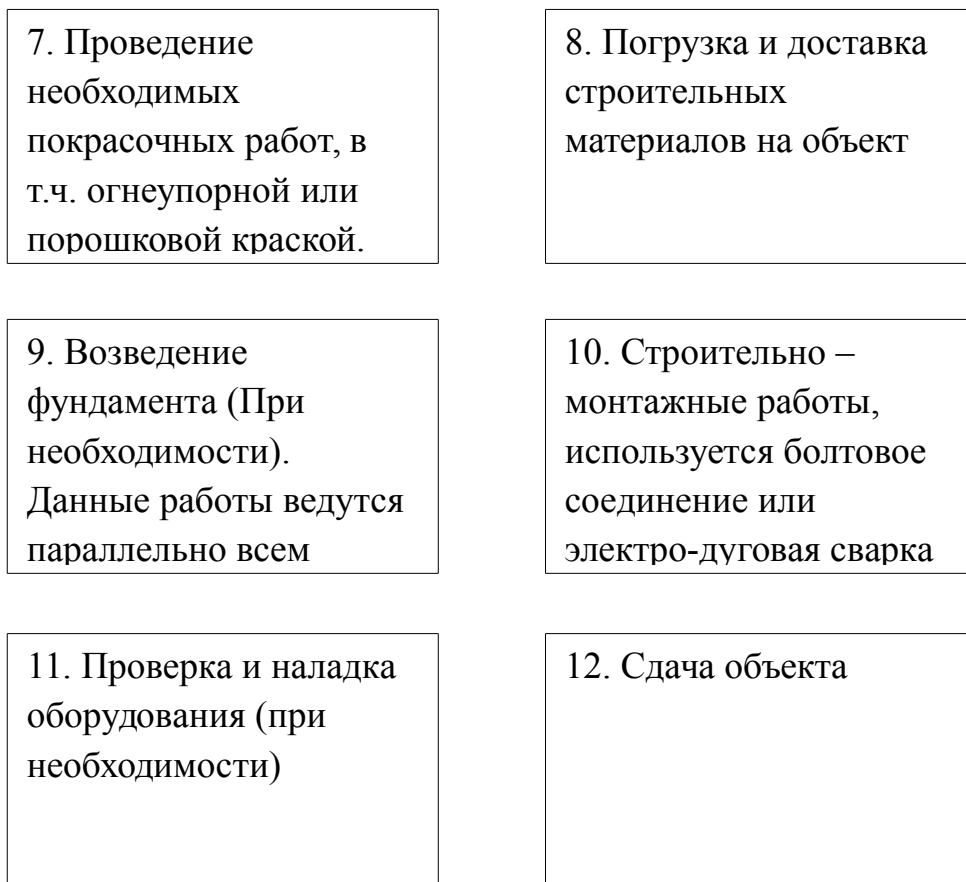 7. Проведение
необходимых
покрасочных работ, в
т.ч. огнеупорной или
порошковой краской.
8. Погрузка и доставка
строительных
материалов на объект
9. Возведение
фундамента (При
необходимости).
Данные работы ведутся
параллельно всем
10. Строительно –
монтажные работы,
используется болтовое
соединение или
электро-дуговая сварка
11. Проверка и наладка
оборудования (при
необходимости)
12. Сдача объекта